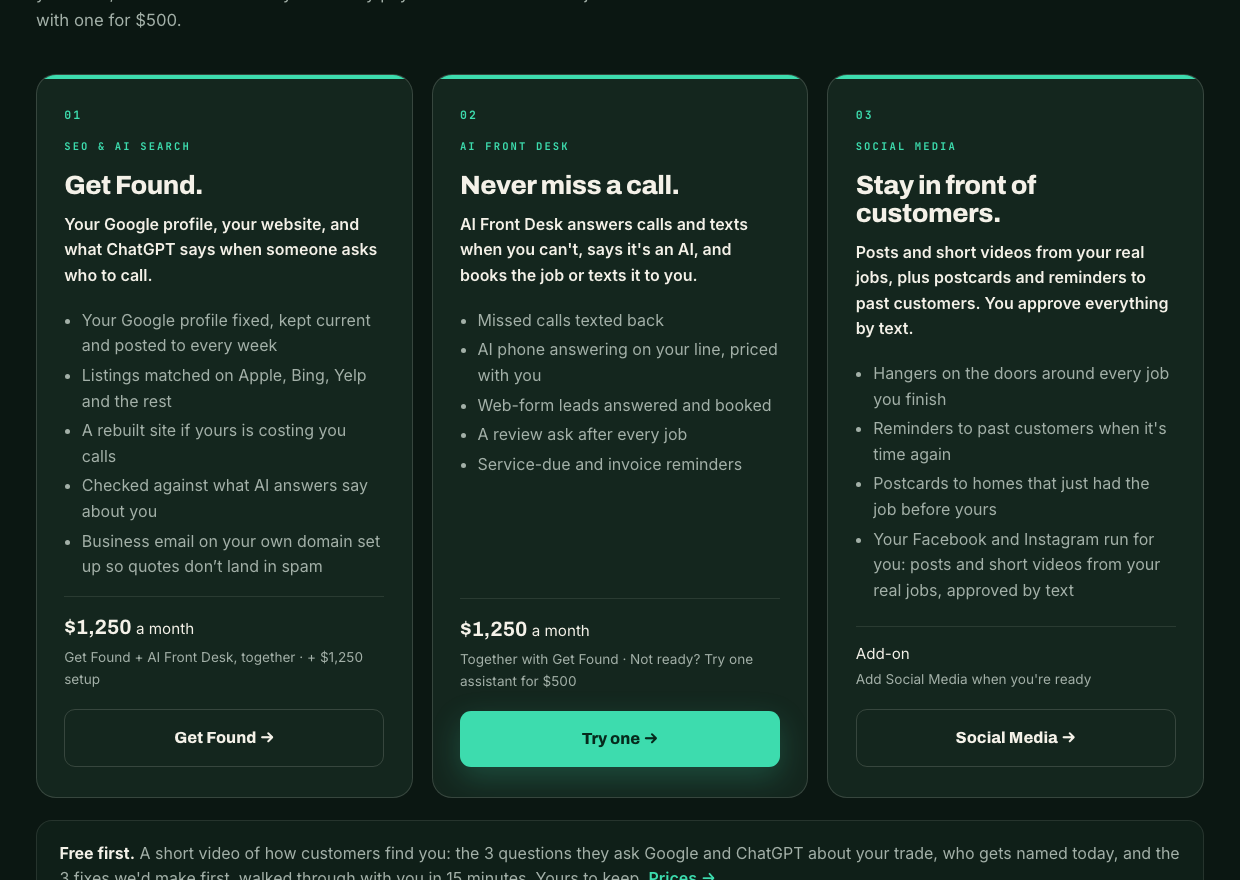 with one for $500.
01
SEO & AI SEARCH
Get Found.
Your Google profile, your website, and
what ChatGPT says when someone asks
who to call.
• Your Google profile fixed, kept current
and posted to every week
• Listings matched on Apple, Bing, Yelp
and the rest
• A rebuilt site if yours is costing you
calls
• Checked against what AI answers say
about you
• Business email on your own domain set
up so quotes don’t land in spam
$1,250 a month
Get Found + AI Front Desk, together · + $1,250
setup
Get Found →
02
AI FRONT DESK
Never miss a call.
AI Front Desk answers calls and texts
when you can't, says it's an AI, and
books the job or texts it to you.
• Missed calls texted back
• AI phone answering on your line, priced
with you
• Web-form leads answered and booked
• A review ask after every job
• Service-due and invoice reminders
$1,250 a month
Together with Get Found · Not ready? Try one
assistant for $500
Try one →
03
SOCIAL MEDIA
Stay in front of
customers.
Posts and short videos from your real
jobs, plus postcards and reminders to
past customers. You approve everything
by text.
• Hangers on the doors around every job
you finish
• Reminders to past customers when it's
time again
• Postcards to homes that just had the
job before yours
• Your Facebook and Instagram run for
you: posts and short videos from your
real jobs, approved by text
Add-on
Add Social Media when you're ready
Social Media →
Free first. A short video of how customers find you: the 3 questions they ask Google and ChatGPT about your trade, who gets named today, and the
3 fixes we'd make first, walked through with you in 15 minutes. Yours to keep. Prices →